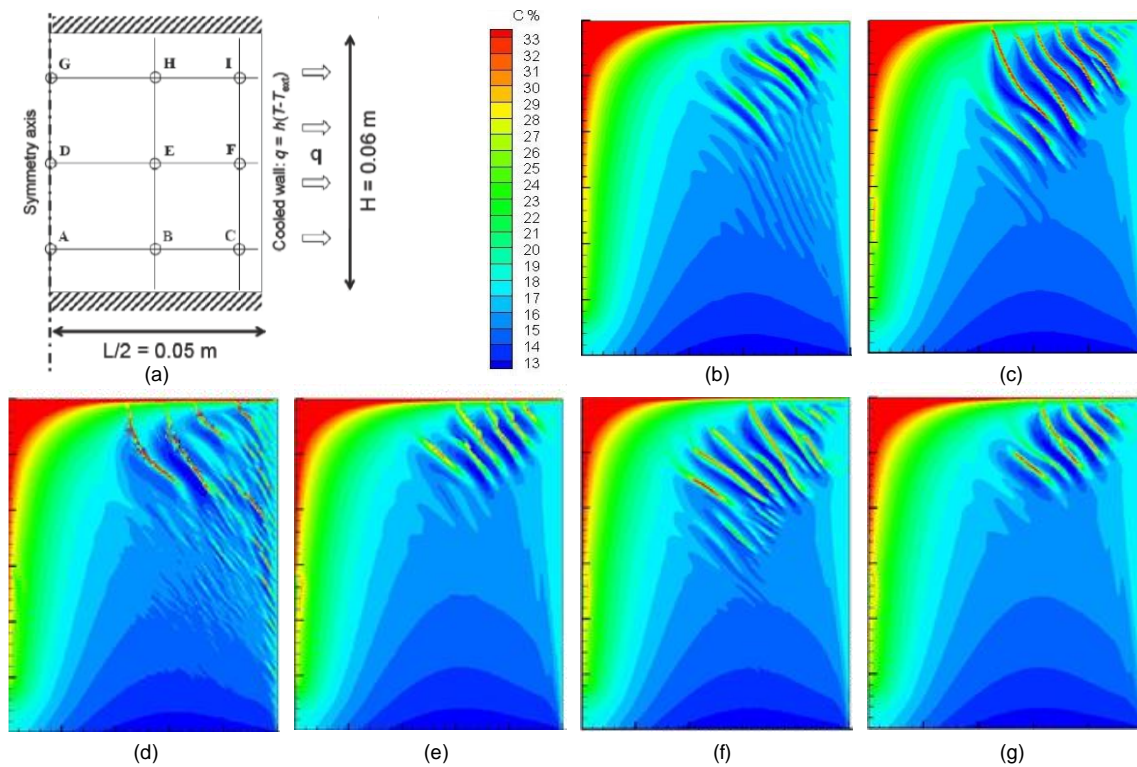 G H I
D E F
A B C
Symmetry axis
Cooled wall: q = h(T-T_ext)
q
H = 0.06 m
L/2 = 0.05 m
(a)
C %
33
31
30
29
28
27
26
25
24
23
22
21
20
19
18
17
16
15
14
13
(b)
(c)
(d)
(e)
(f)
(g)